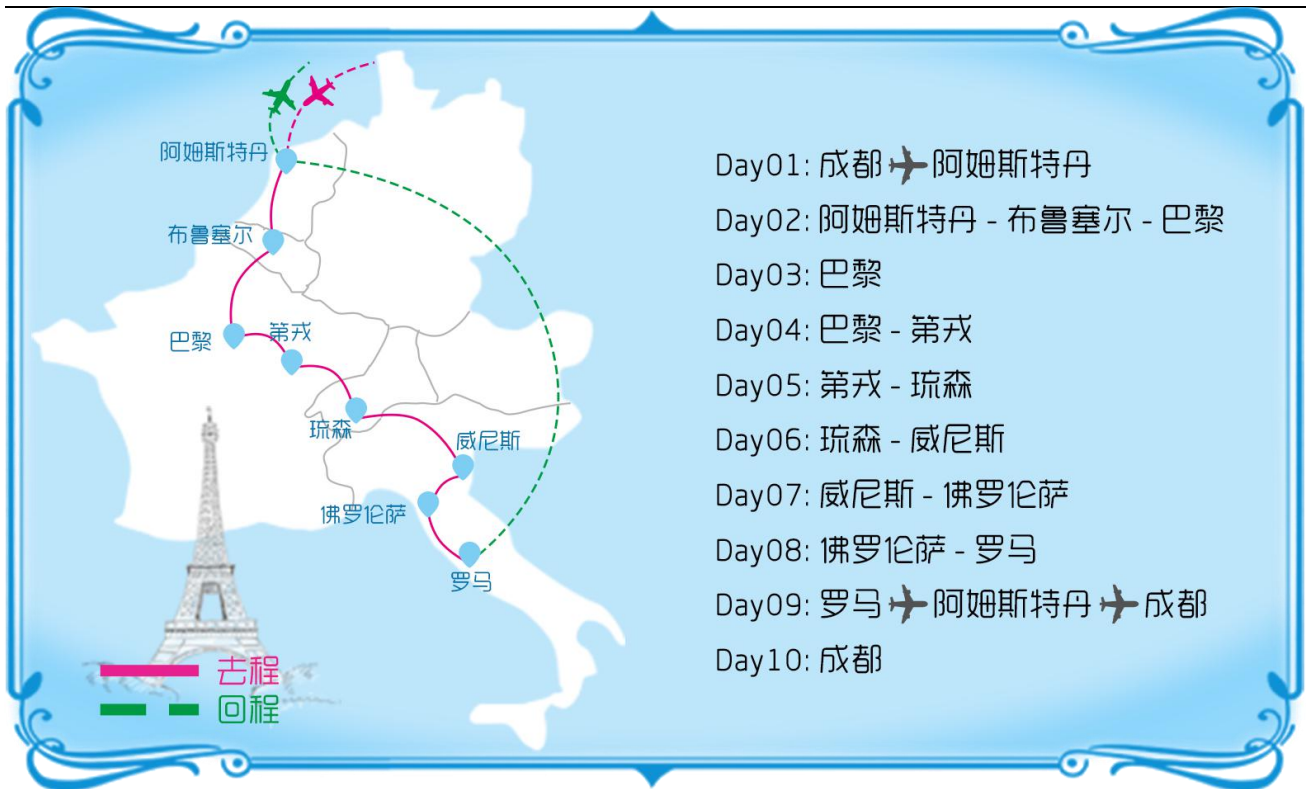 阿姆斯特丹
布鲁塞尔
巴黎
第戎
琉森
威尼斯
佛罗伦萨
罗马
去程
回程
Day01: 成都 阿姆斯特丹
Day02: 阿姆斯特丹 - 布鲁塞尔 - 巴黎
Day03: 巴黎
Day04: 巴黎 - 第戎
Day05: 第戎 - 琉森
Day06: 琉森 - 威尼斯
Day07: 威尼斯 - 佛罗伦萨
Day08: 佛罗伦萨 - 罗马
Day09: 罗马 阿姆斯特丹 成都
Day10: 成都